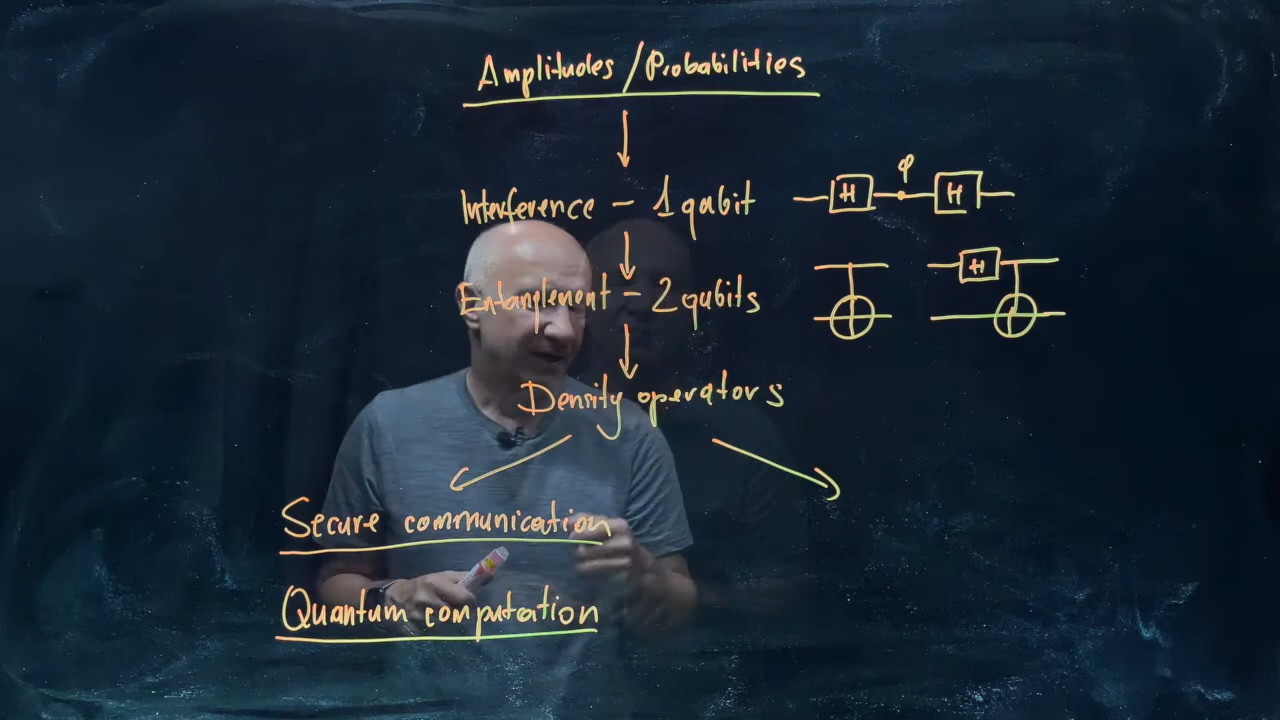 Amplitudes / Probabilities
Interference – 1 qubit
H φ H
Entanglement – 2 qubits
H
Density operators
Secure communication
Quantum computation